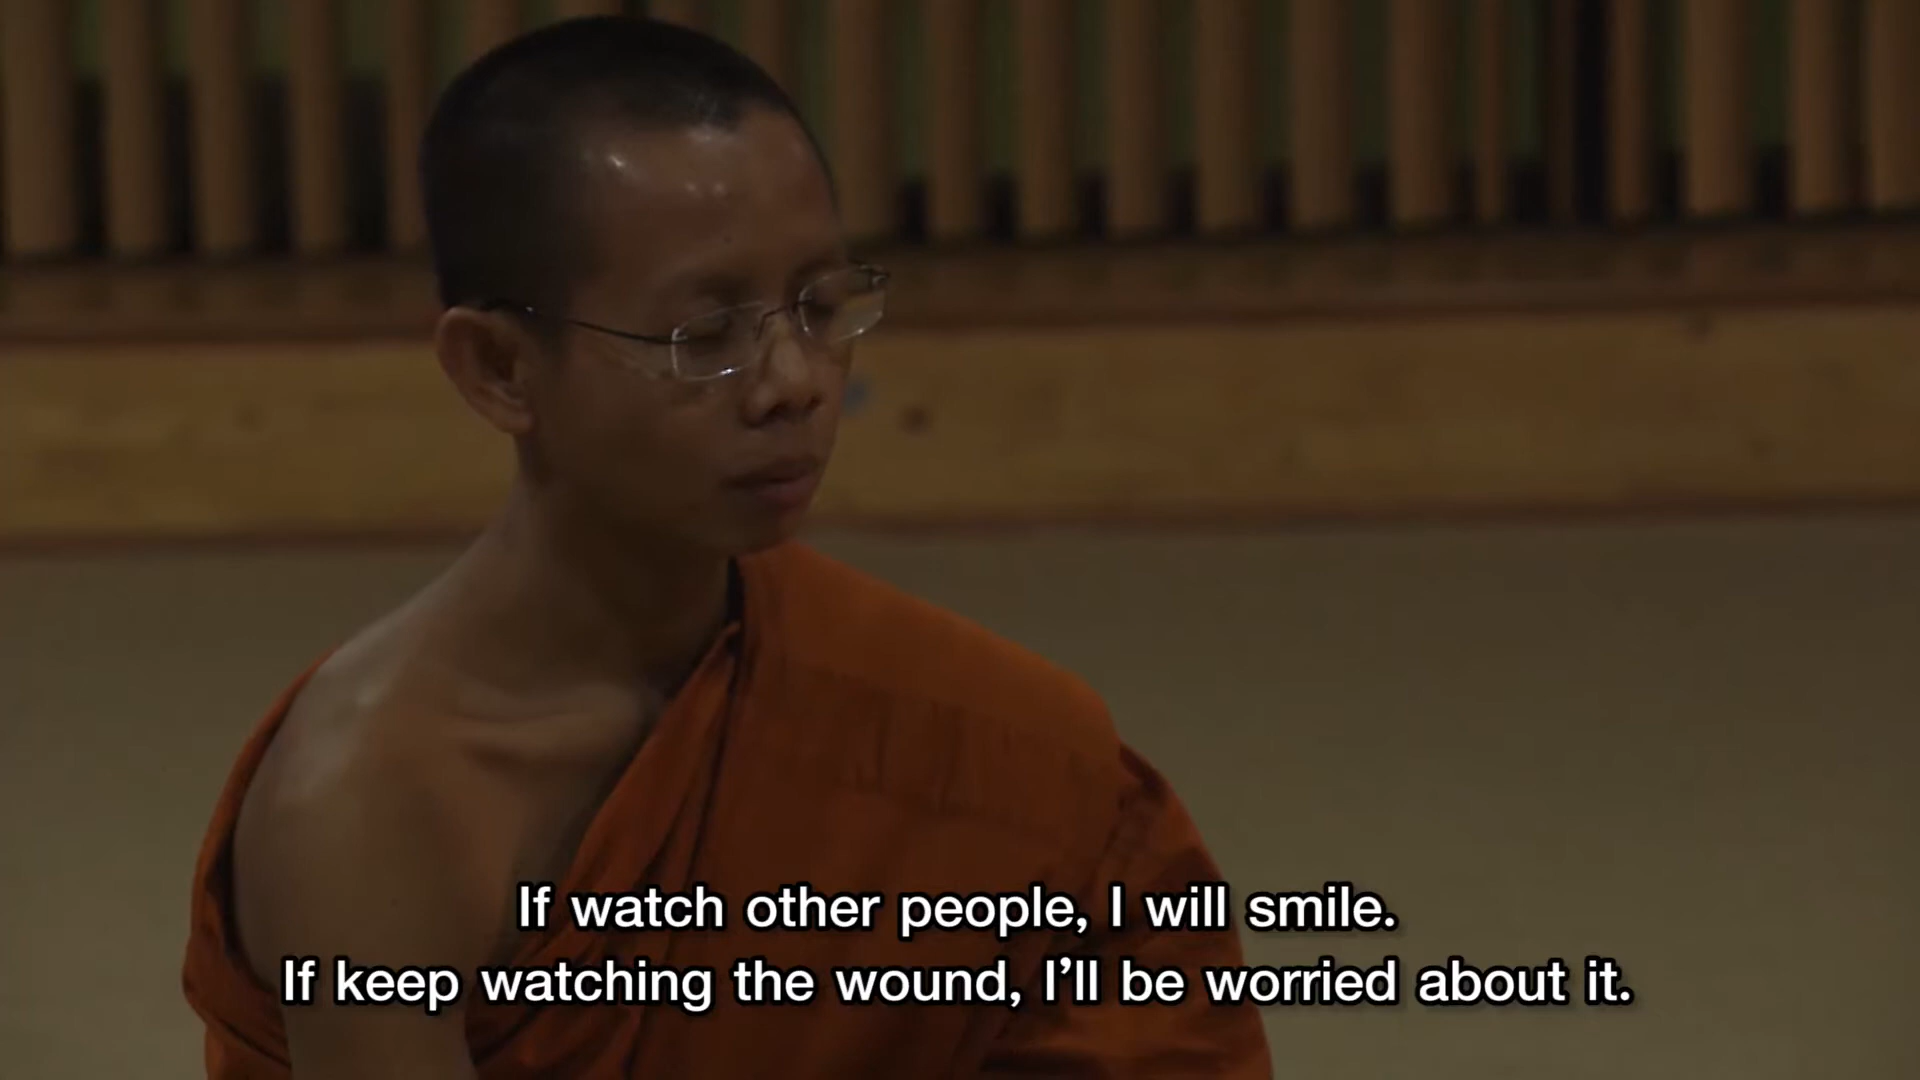 If watch other people, I will smile.
If keep watching the wound, I’ll be worried about it.